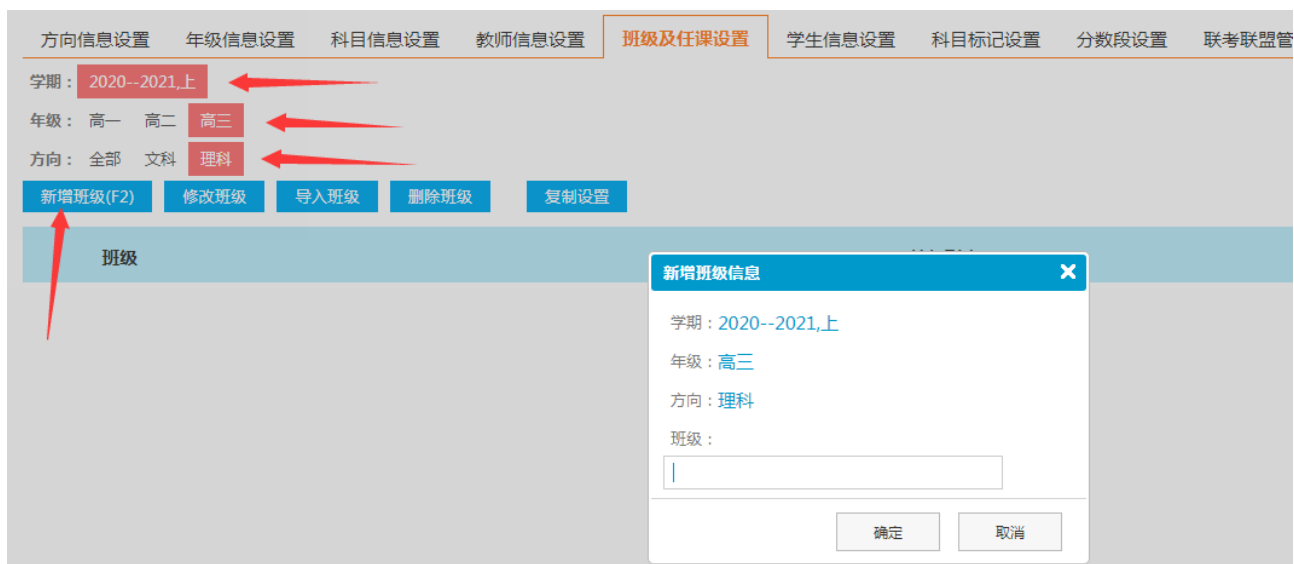 方向信息设置 年级信息设置 科目信息设置 教师信息设置 班级及任课设置 学生信息设置 科目标记设置 分数段设置 联考联盟管
学期： 2020--2021,上
年级： 高一 高二 高三
方向： 全部 文科 理科
新增班级(F2) 修改班级 导入班级 删除班级 复制设置
班级
新增班级信息
学期：2020--2021,上
年级：高三
方向：理科
班级：
确定 取消